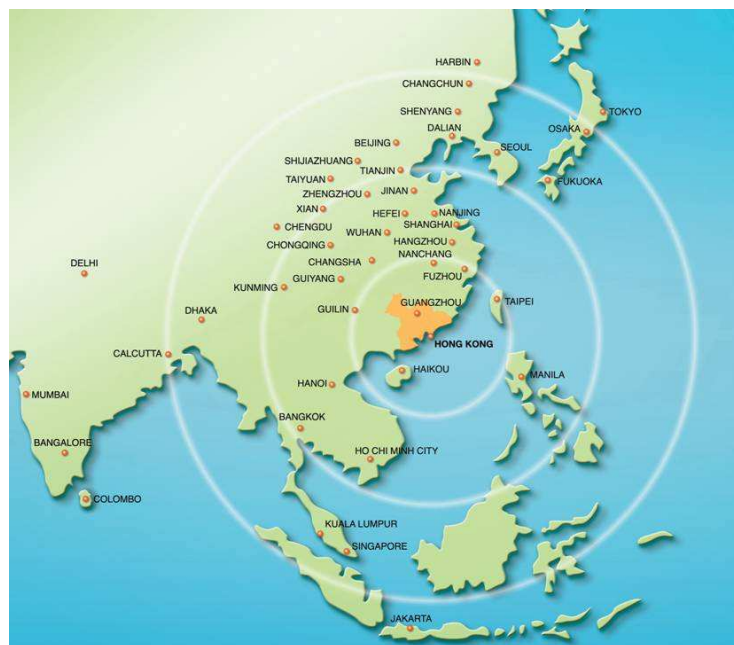 HARBIN
CHANGCHUN
SHENYANG
TOKYO
DALIAN
OSAKA
BEIJING
SEOUL
SHIJIAZHUANG
TIANJIN
TAIYUAN
FUKUOKA
ZHENGZHOU
JINAN
XIAN
HEFEI
NANJING
CHENGDU
SHANGHAI
WUHAN
CHONGQING
HANGZHOU
NANCHANG
CHANGSHA
DELHI
FUZHOU
GUIYANG
KUNMING
TAIPEI
GUANGZHOU
DHAKA
GUILIN
HONG KONG
CALCUTTA
HAIKOU
MANILA
HANOI
MUMBAI
BANGKOK
BANGALORE
HO CHI MINH CITY
COLOMBO
KUALA LUMPUR
SINGAPORE
JAKARTA